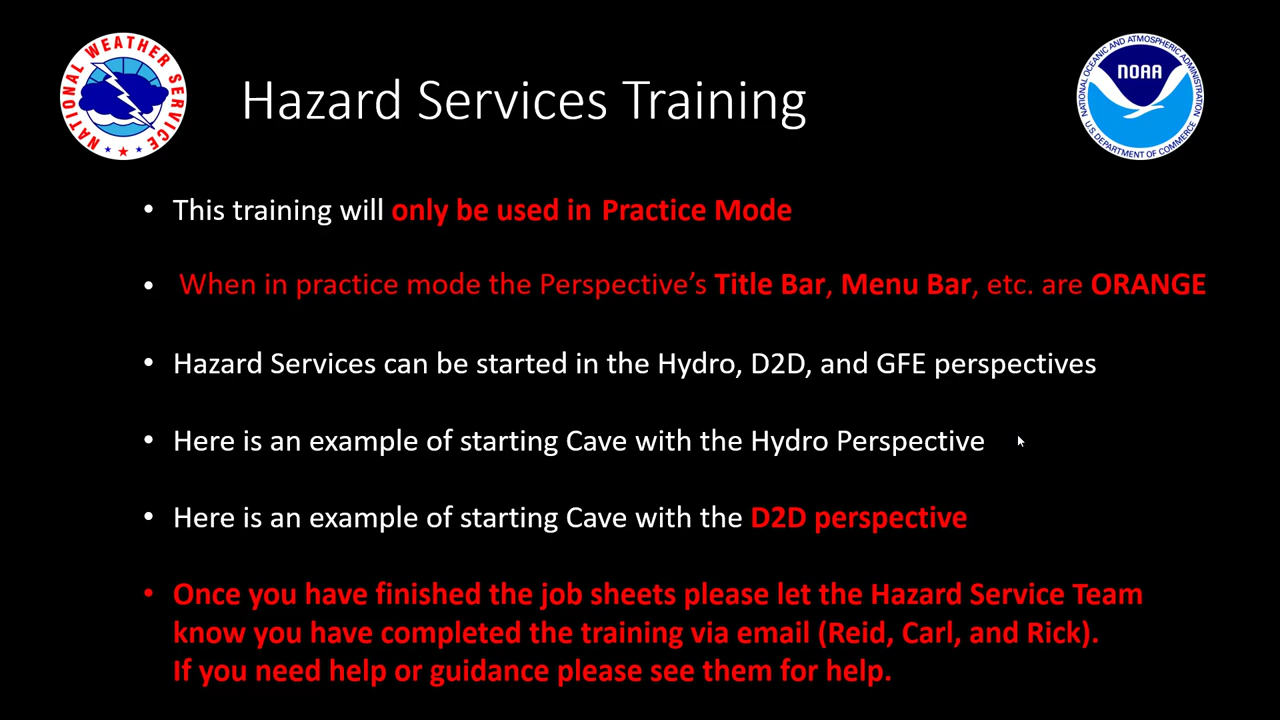 NATIONAL WEATHER SERVICE
Hazard Services Training
NATIONAL OCEANIC AND ATMOSPHERIC ADMINISTRATION
NOAA
U.S. DEPARTMENT OF COMMERCE
• This training will only be used in Practice Mode
• When in practice mode the Perspective’s Title Bar, Menu Bar, etc. are ORANGE
• Hazard Services can be started in the Hydro, D2D, and GFE perspectives
• Here is an example of starting Cave with the Hydro Perspective
• Here is an example of starting Cave with the D2D perspective
• Once you have finished the job sheets please let the Hazard Service Team
know you have completed the training via email (Reid, Carl, and Rick).
If you need help or guidance please see them for help.